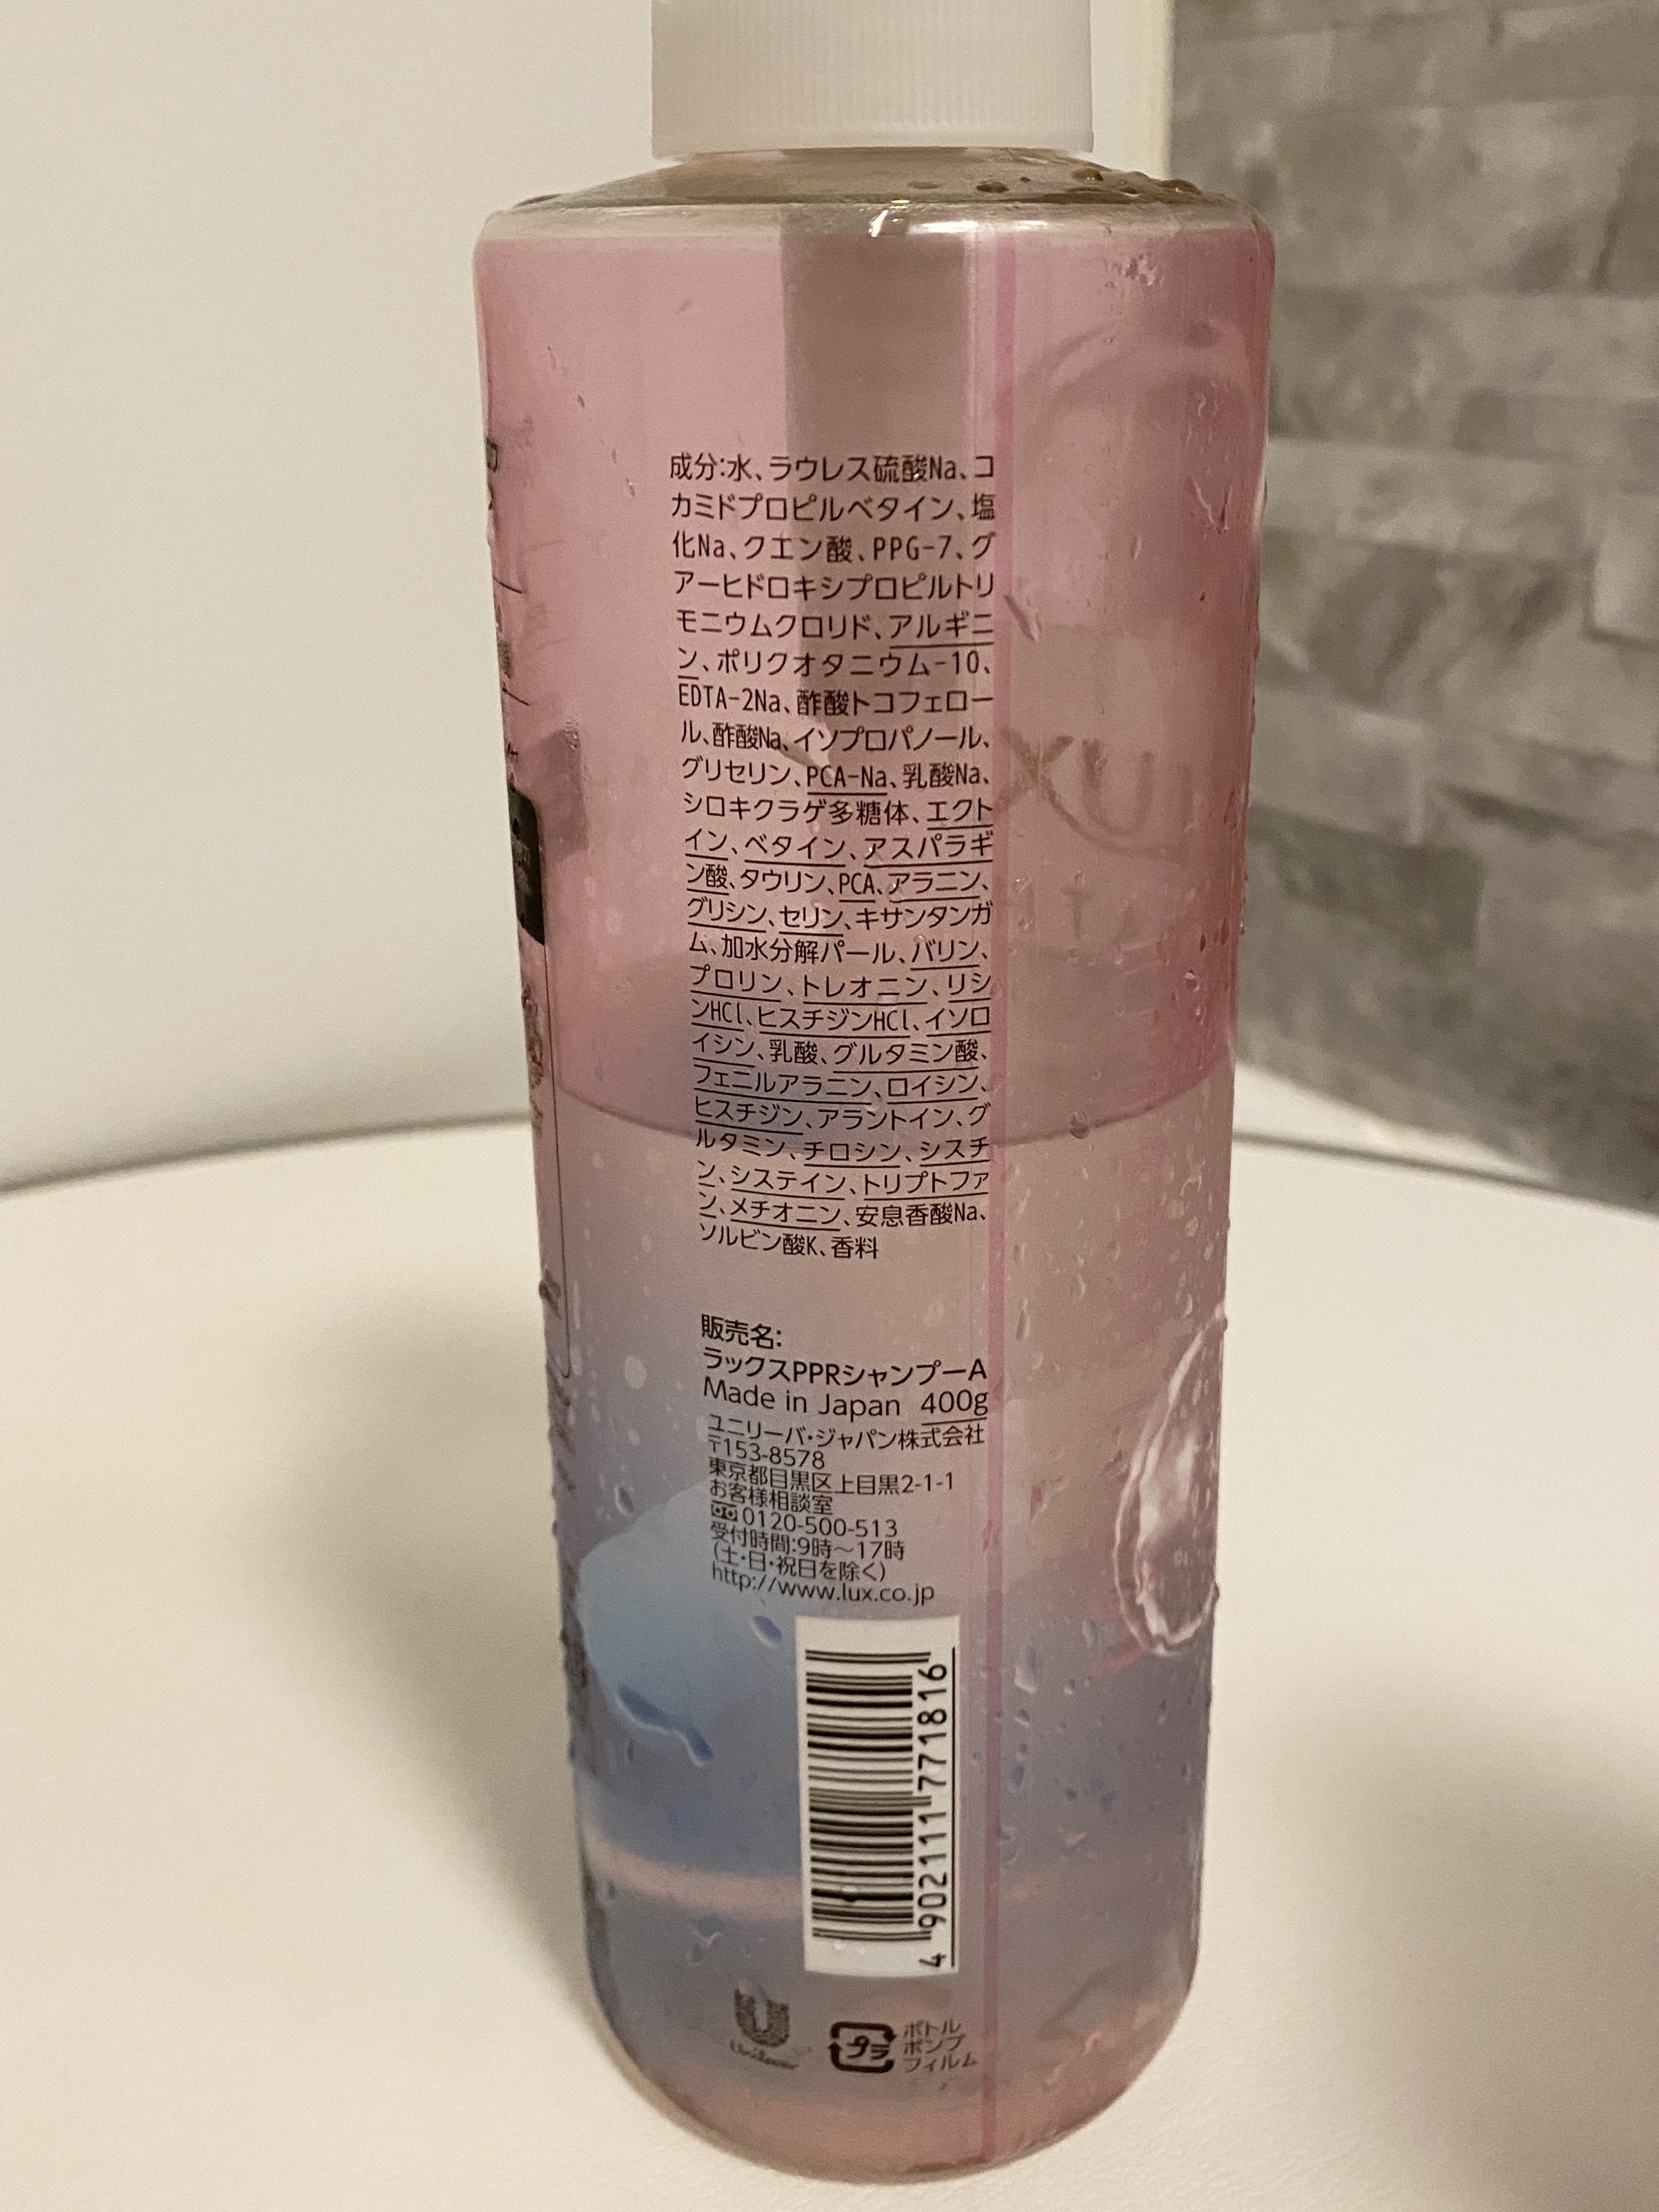 成分:水、ラウレス硫酸Na、コ
カミドプロピルベタイン、塩
化Na、クエン酸、PPG-7、グ
アーヒドロキシプロピルトリ
モニウムクロリド、アルギニ
ン、ポリクオタニウム-10、
EDTA-2Na、酢酸トコフェロー
ル、酢酸Na、イソプロパノール、
グリセリン、PCA-Na、乳酸Na、
シロキクラゲ多糖体、エクト
イン、ベタイン、アスパラギ
ン酸、タウリン、PCA、アラニン、
グリシン、セリン、キサンタンガ
ム、加水分解パール、バリン、
プロリン、トレオニン、リシ
ンHCl、ヒスチジンHCl、イソロ
イシン、乳酸、グルタミン酸、
フェニルアラニン、ロイシン、
ヒスチジン、アラントイン、グ
ルタミン、チロシン、シスチ
ン、システイン、トリプトファ
ン、メチオニン、安息香酸Na、
ソルビン酸K、香料
販売名:
ラックスPPRシャンプーA
Made in Japan 400g
ユニリーバ・ジャパン株式会社
〒153-8578
東京都目黒区上目黒2-1-1
お客様相談室
0120-500-513
受付時間:9時～17時
(土・日・祝日を除く)
http://www.lux.co.jp
4 902111 771816
Unilever
プラ
ボトル
ポンプ
フィルム
UX